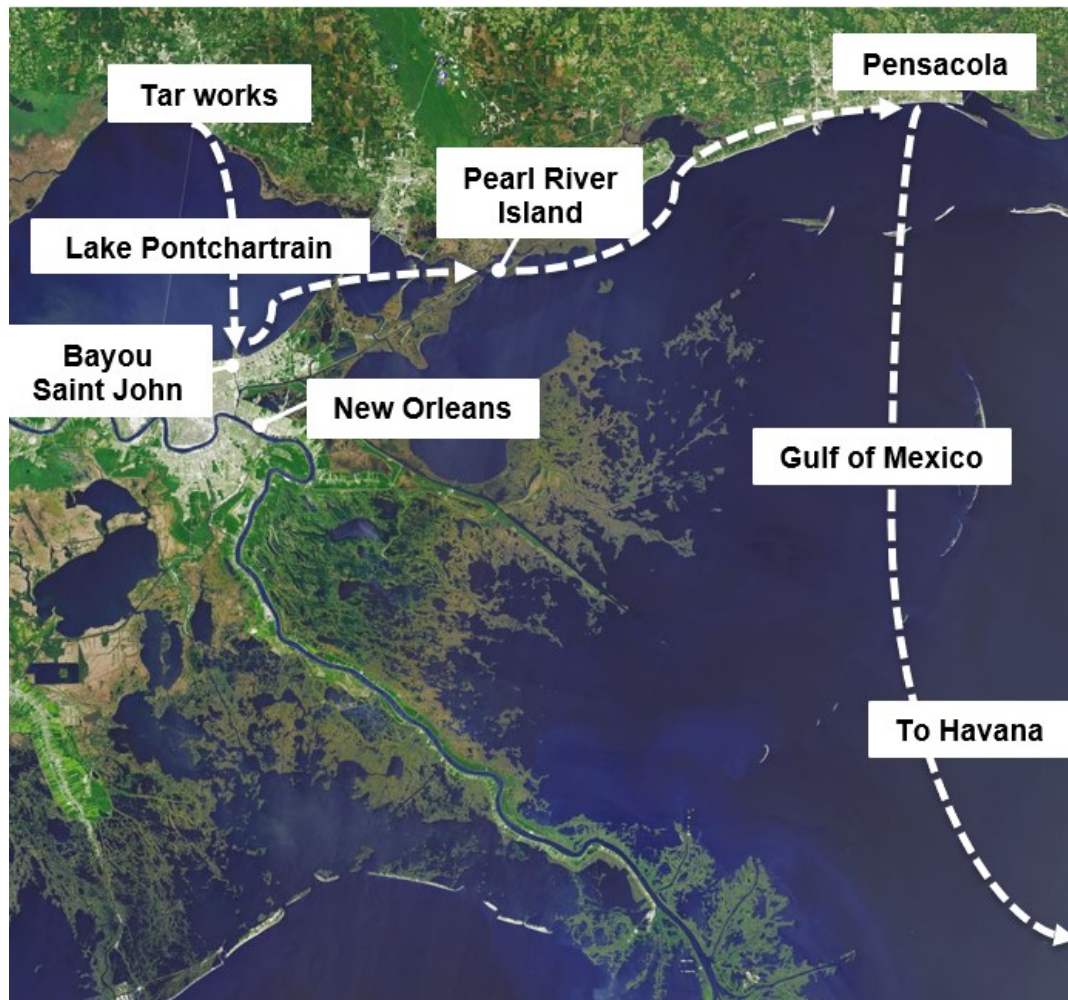 Pensacola
Tar works
Pearl River
Island
Lake Pontchartrain
Bayou
Saint John
New Orleans
Gulf of Mexico
To Havana